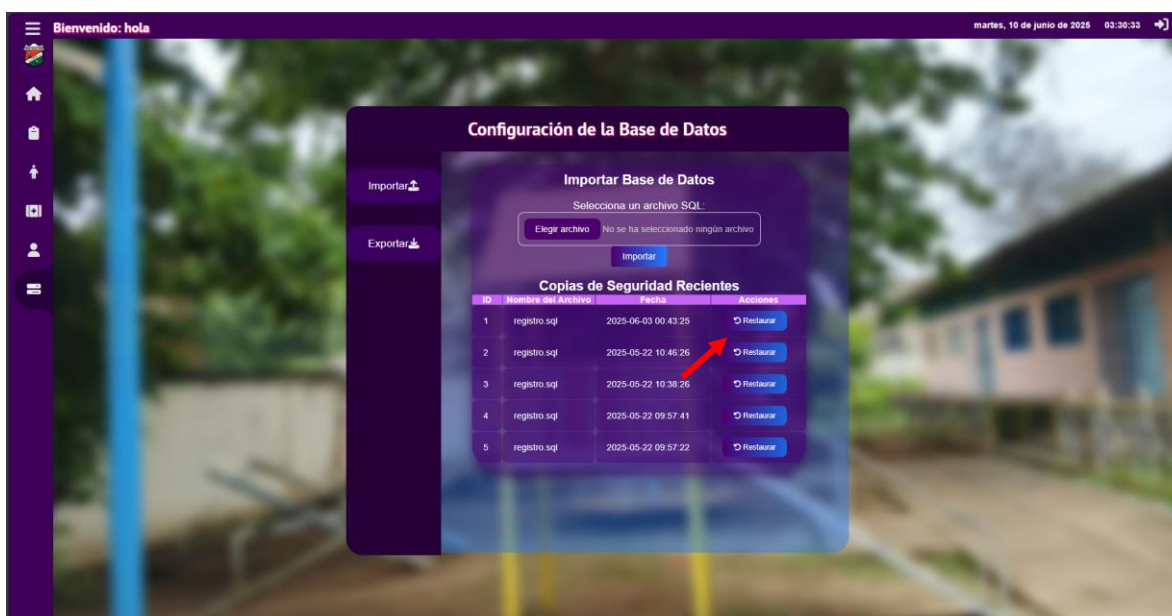 Bienvenido: hola
martes, 10 de junio de 2025 03:30:33
Configuración de la Base de Datos
Importar
Exportar
Importar Base de Datos
Selecciona un archivo SQL:
Elegir archivo No se ha seleccionado ningún archivo
Importar
Copias de Seguridad Recientes
ID Nombre del Archivo Fecha Acciones
1 registro.sql 2025-06-03 00:43:25 Restaurar
2 registro.sql 2025-05-22 10:46:26 Restaurar
3 registro.sql 2025-05-22 10:38:26 Restaurar
4 registro.sql 2025-05-22 09:57:41 Restaurar
5 registro.sql 2025-05-22 09:57:22 Restaurar